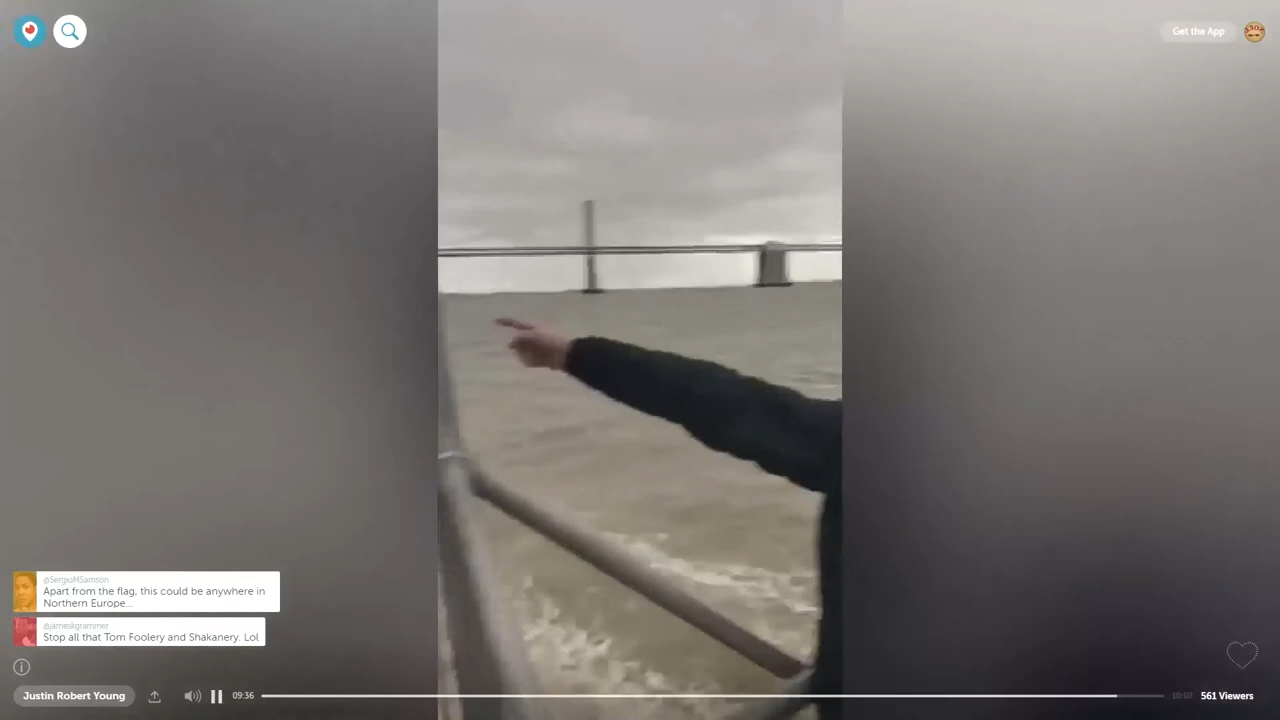 Get the App
@SergioMSamson
Apart from the flag, this could be anywhere in
Northern Europe...
@jameskgrammer
Stop all that Tom Foolery and Shakanery. Lol
Justin Robert Young
09:36
10:07
561 Viewers